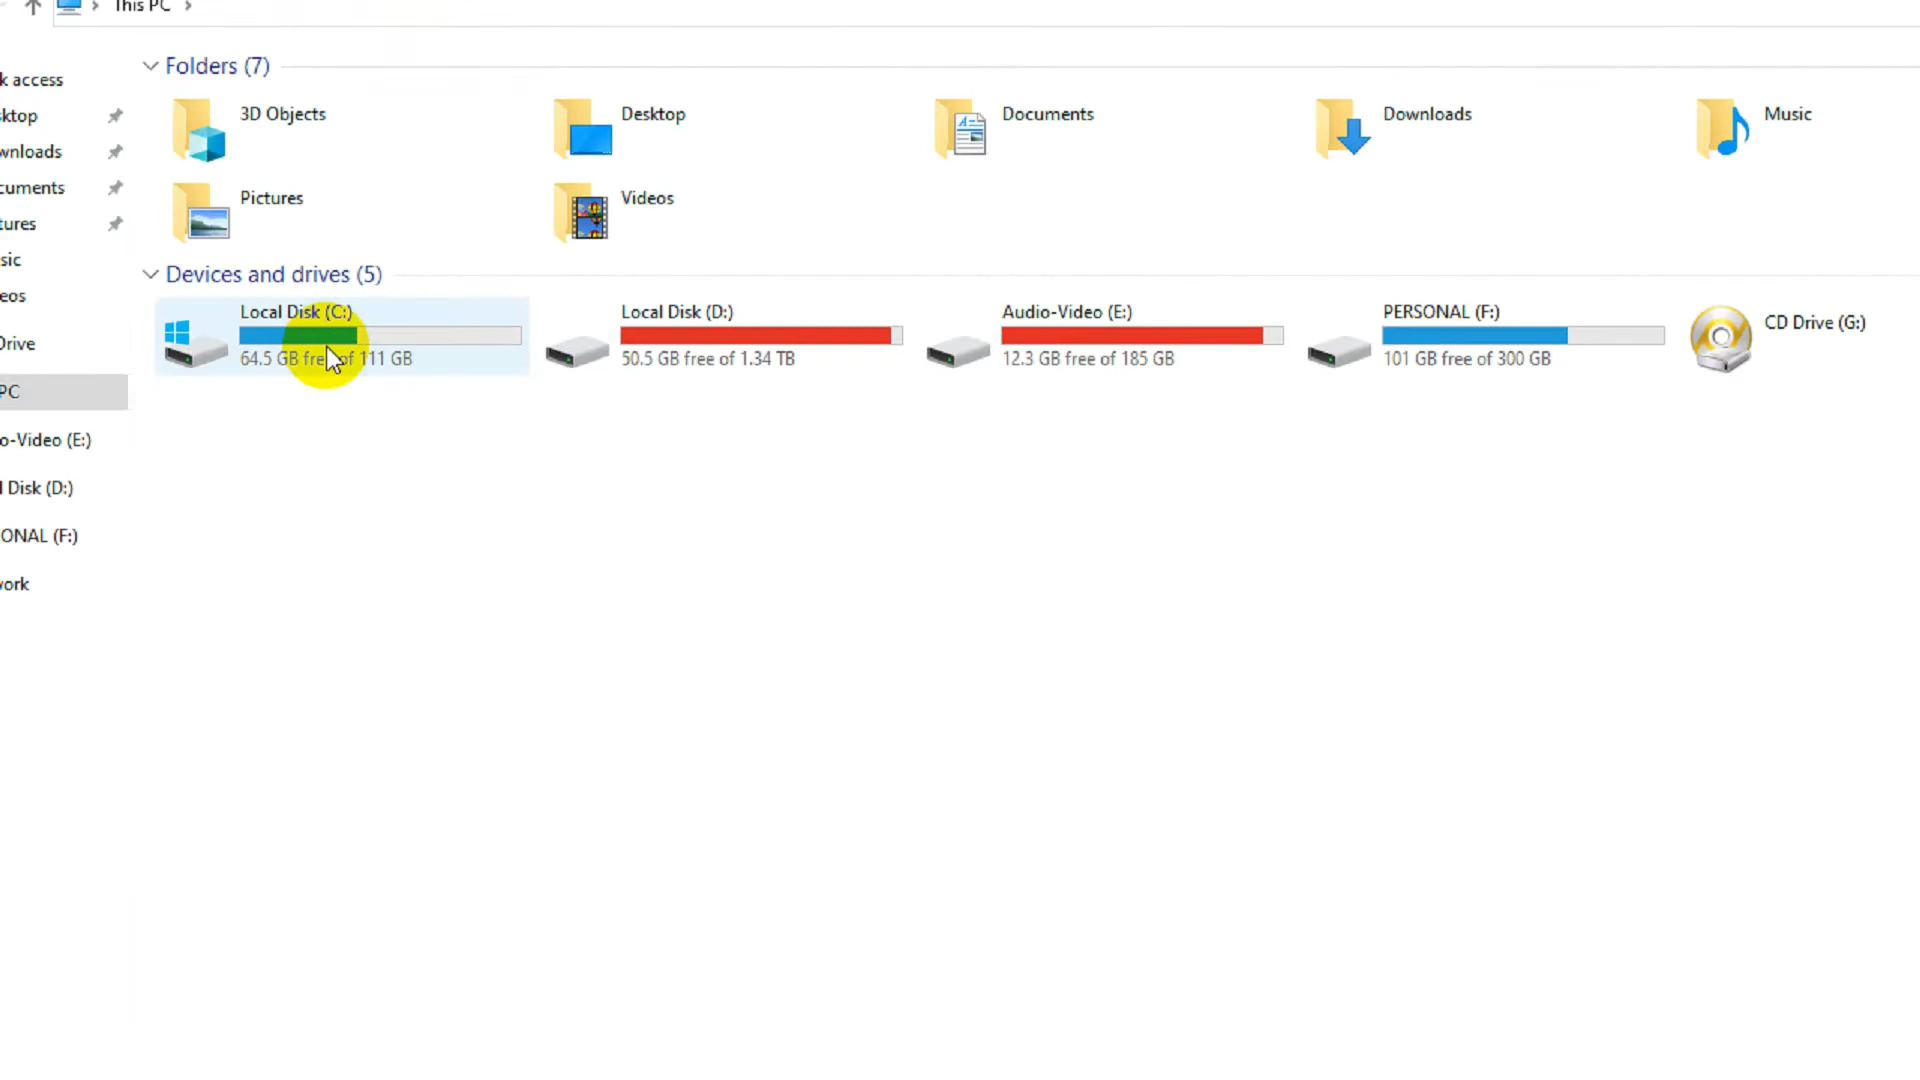 This PC
Folders (7)
3D Objects
Desktop
Documents
Downloads
Music
Pictures
Videos
Devices and drives (5)
Local Disk (C:)
64.5 GB free of 111 GB
Local Disk (D:)
50.5 GB free of 1.34 TB
Audio-Video (E:)
12.3 GB free of 185 GB
PERSONAL (F:)
101 GB free of 300 GB
CD Drive (G:)
k access
ktop
wnloads
cuments
tures
sic
eos
Drive
PC
o-Video (E:)
l Disk (D:)
ONAL (F:)
work